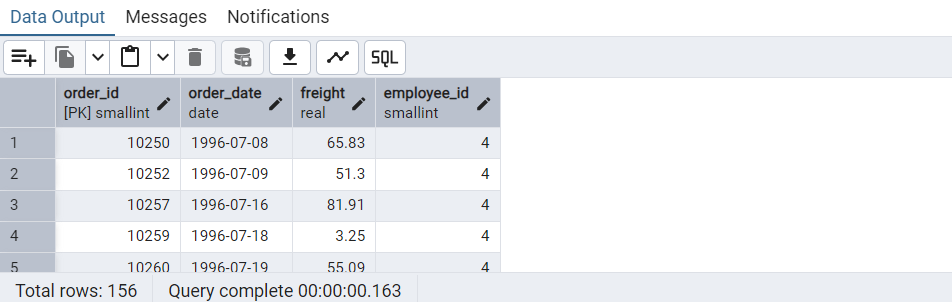 Data Output Messages Notifications
SQL
order_id order_date freight employee_id
[PK] smallint date real smallint
1 10250 1996-07-08 65.83 4
2 10252 1996-07-09 51.3 4
3 10257 1996-07-16 81.91 4
4 10259 1996-07-18 3.25 4
5 10260 1996-07-19 55.09 4
Total rows: 156 Query complete 00:00:00.163